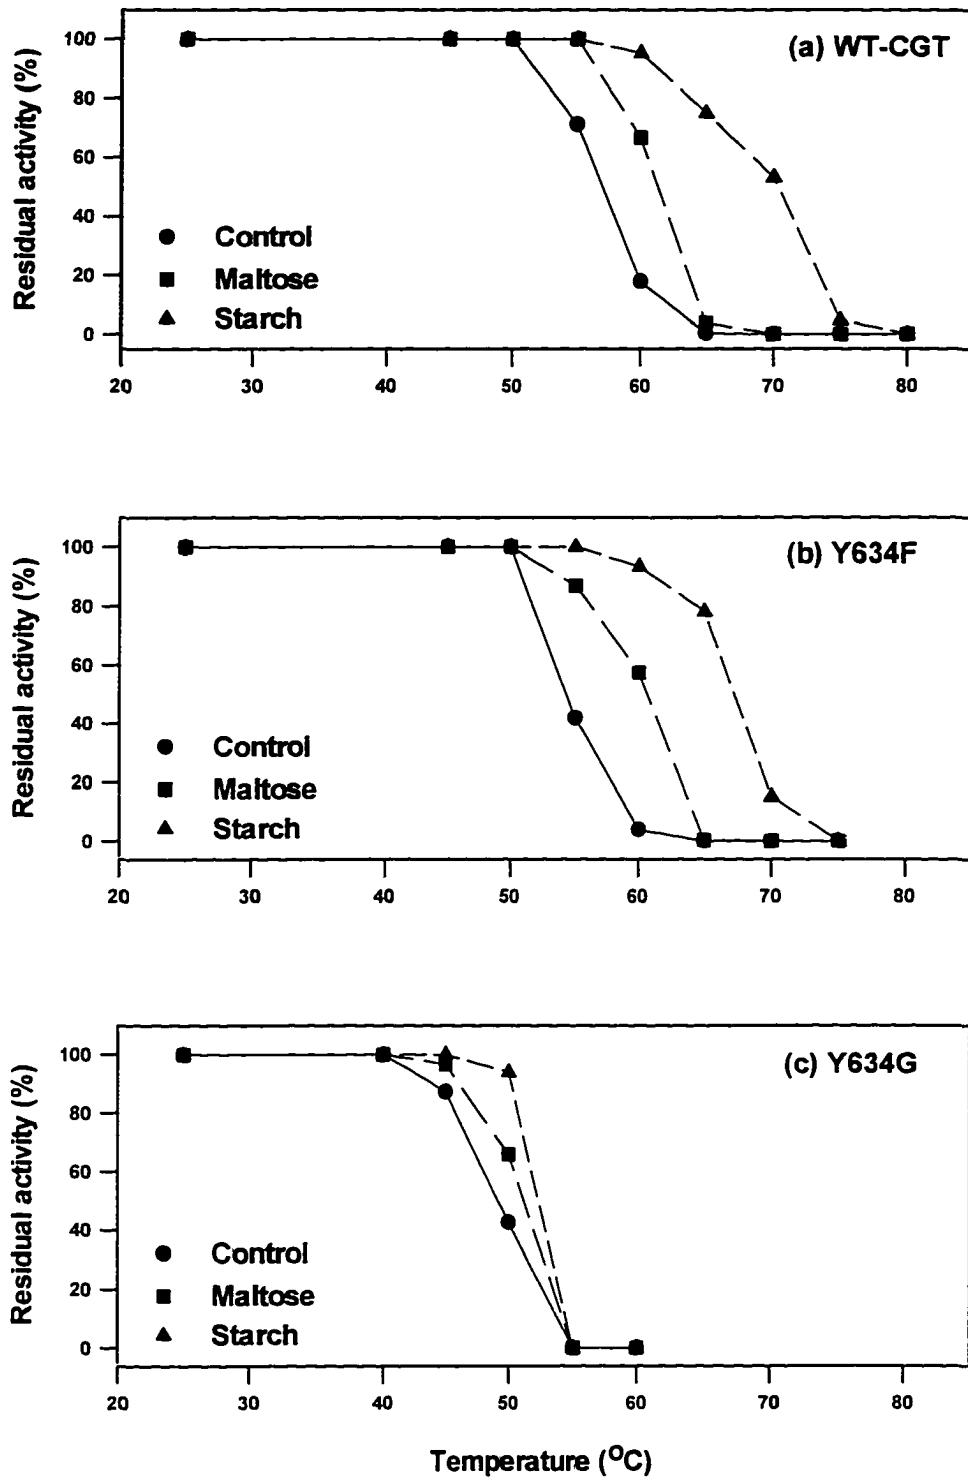 (a) WT-CGT
Residual activity (%)
100
80
60
40
20
0
Control
Maltose
Starch
20 30 40 50 60 70 80
(b) Y634F
Residual activity (%)
100
80
60
40
20
0
Control
Maltose
Starch
20 30 40 50 60 70 80
(c) Y634G
Residual activity (%)
100
80
60
40
20
0
Control
Maltose
Starch
20 30 40 50 60 70 80
Temperature (ᴼC)